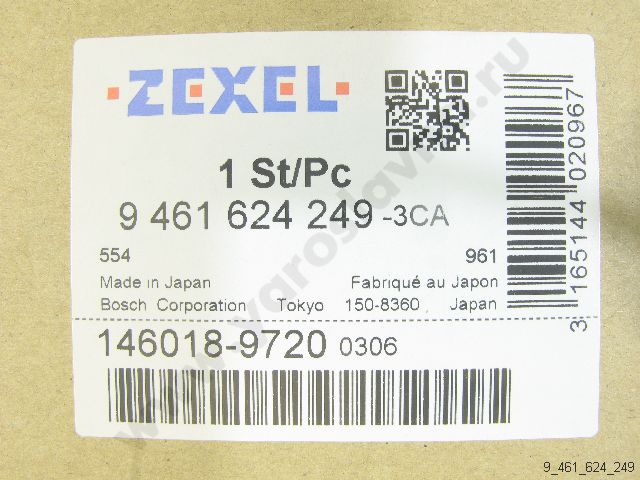 ZEXEL
1 St/Pc
9 461 624 249 -3CA
554 961
Made in Japan Fabriqué au Japon
Bosch Corporation Tokyo 150-8360, Japan
146018-9720 0306
3 165144 020967
9_461_624_249